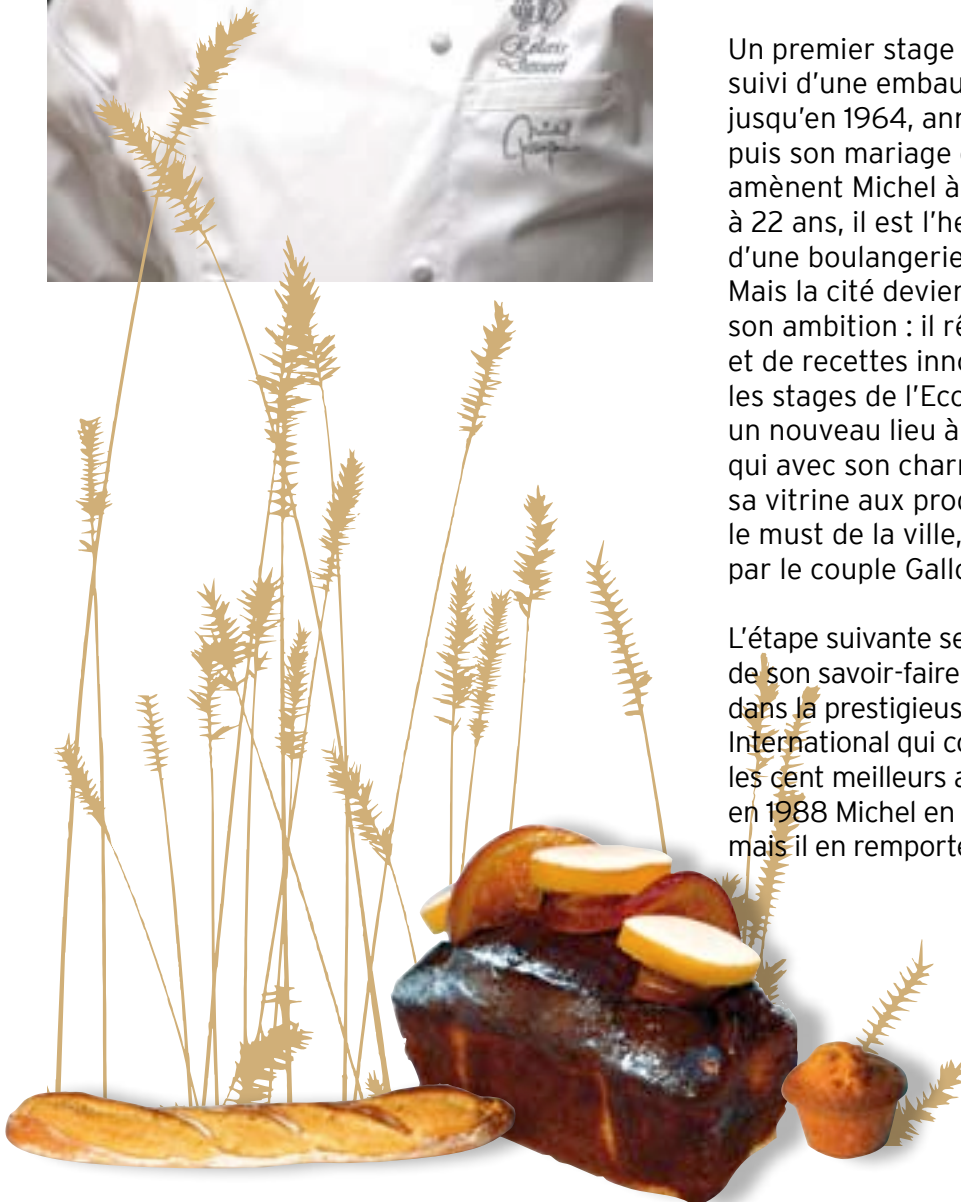 Relais
Dessert
Un premier stage
suivi d'une embau
jusqu'en 1964, ann
puis son mariage
amènent Michel à
à 22 ans, il est l'he
d'une boulangerie
Mais la cité devien
son ambition : il rê
et de recettes inno
les stages de l'Eco
un nouveau lieu à
qui avec son charn
sa vitrine aux prod
le must de la ville,
par le couple Gallo
L'étape suivante se
de son savoir-faire
dans la prestigieus
International qui co
les cent meilleurs a
en 1988 Michel en
mais il en remporte